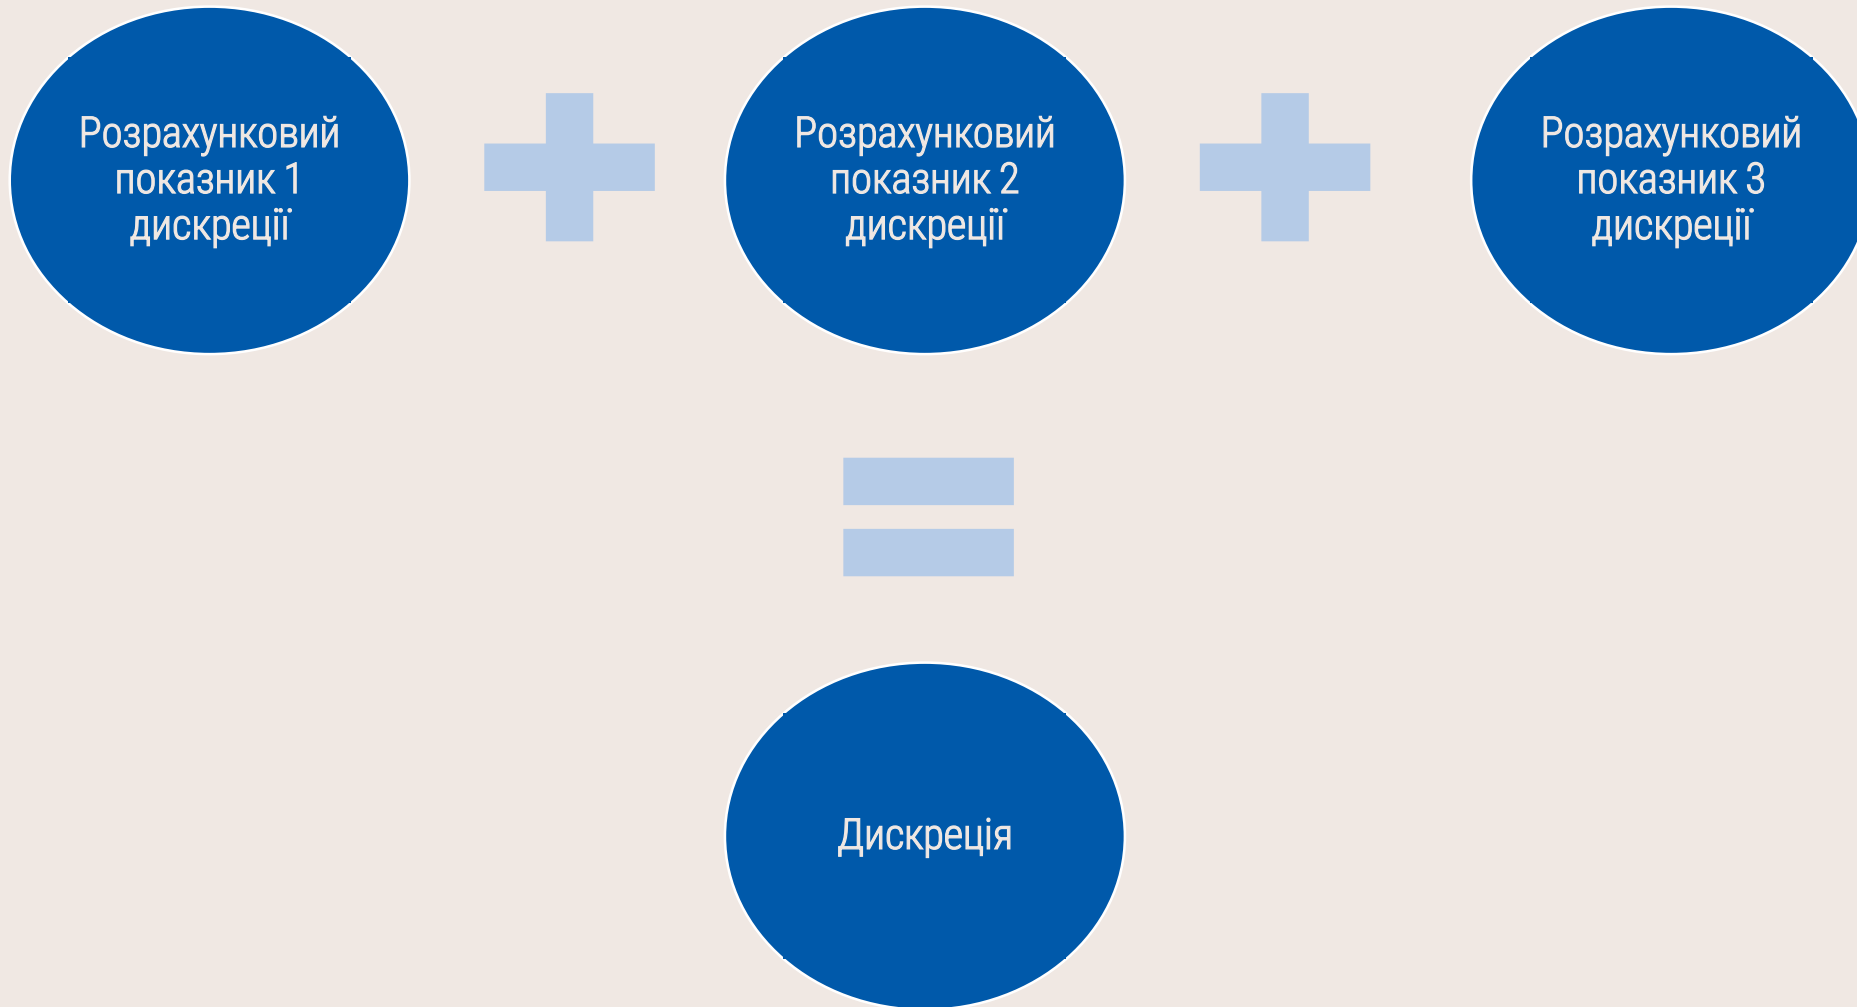 Розрахунковий
показник 1
дискреції
Розрахунковий
показник 2
дискреції
Розрахунковий
показник 3
дискреції
Дискреція